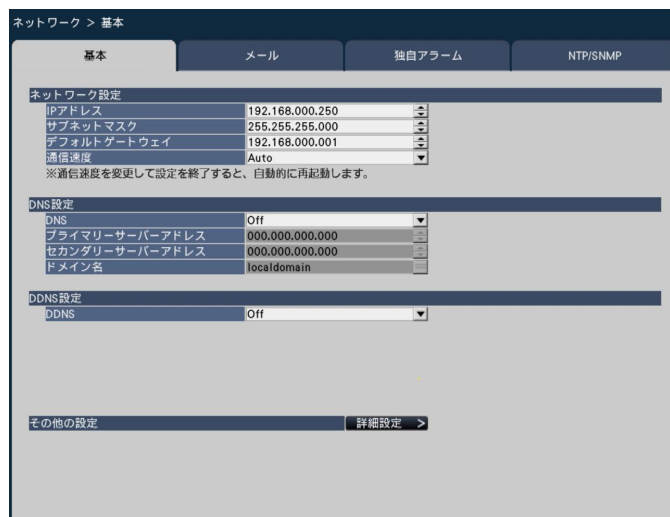 ネットワーク > 基本
基本 メール 独自アラーム NTP/SNMP
ネットワーク設定
IPアドレス 192.168.000.250
サブネットマスク 255.255.255.000
デフォルトゲートウェイ 192.168.000.001
通信速度 Auto
※通信速度を変更して設定を終了すると、自動的に再起動します。
DNS設定
DNS Off
プライマリーサーバーアドレス 000.000.000.000
セカンダリーサーバーアドレス 000.000.000.000
ドメイン名 localdomain
DDNS設定
DDNS Off
その他の設定 詳細設定 >